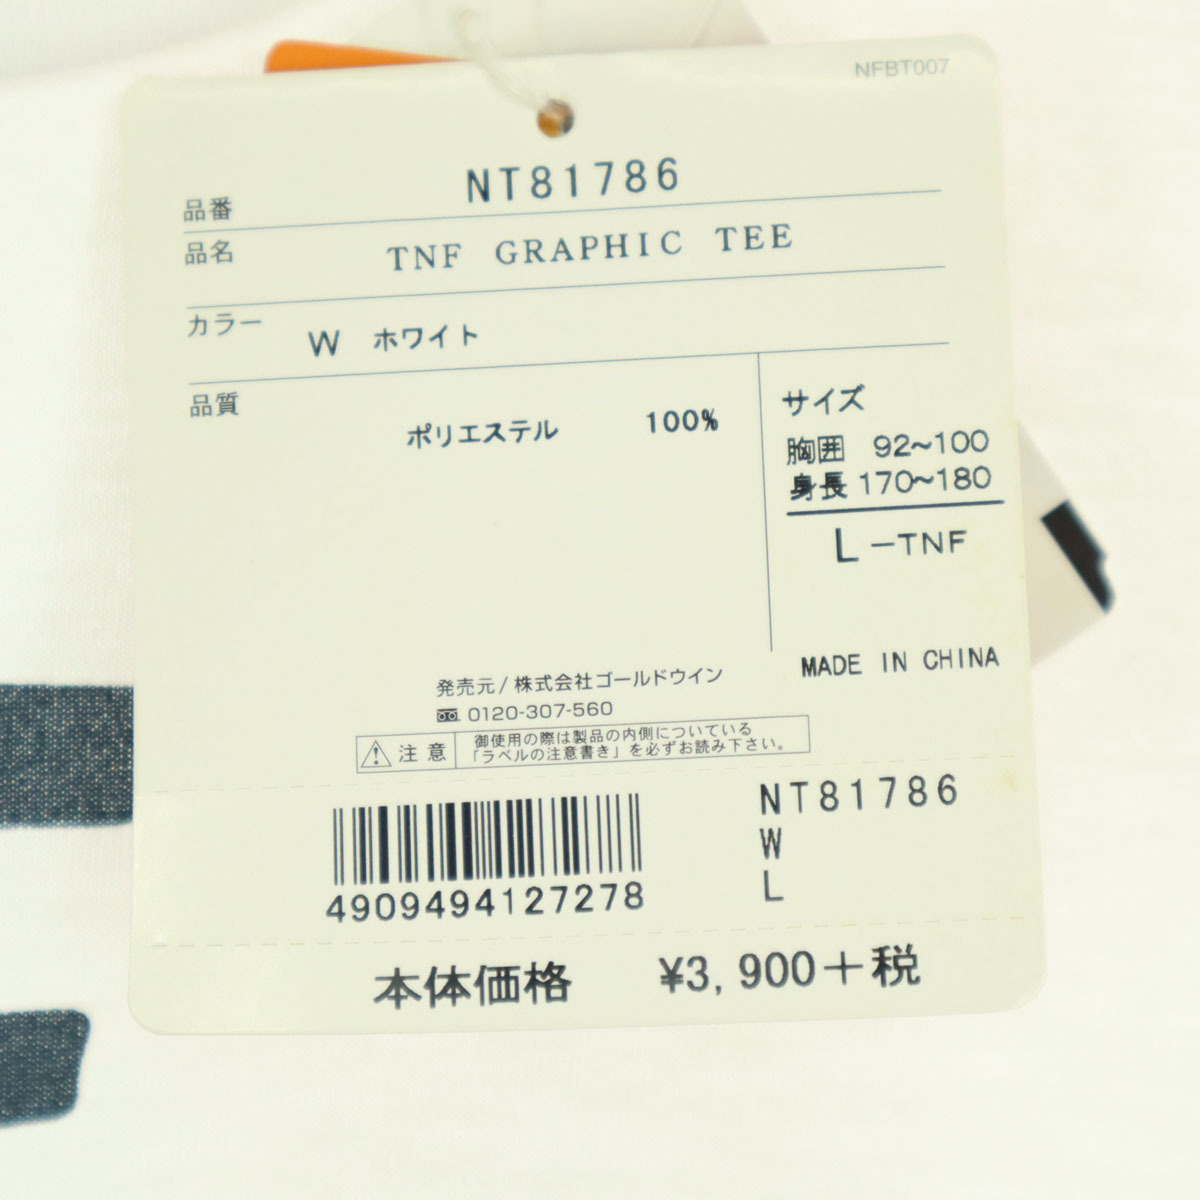 NFBT007
品番 NT81786
品名 TNF GRAPHIC TEE
カラー W ホワイト
品質
ポリエステル 100%
サイズ
胸囲 92~100
身長 170~180
L-TNF
MADE IN CHINA
発売元/株式会社ゴールドウイン
0120-307-560
注意
御使用の際は製品の内側についている
「ラベルの注意書き」を必ずお読み下さい。
4909494127278
NT81786
W
L
本体価格 ¥3,900+税